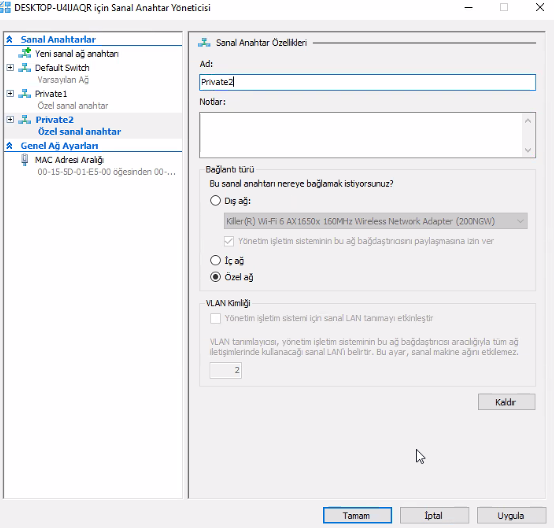 DESKTOP-U4IJAQR için Sanal Anahtar Yöneticisi
Sanal Anahtarlar
Yeni sanal ağ anahtarı
Default Switch
Varsayılan Ağ
Private1
Özel sanal anahtar
Private2
Özel sanal anahtar
Genel Ağ Ayarları
MAC Adresi Aralığı
00-15-5D-01-E5-00 öğesinden 00-...
Sanal Anahtar Özellikleri
Ad:
Private2
Notlar:
Bağlantı türü
Bu sanal anahtarı nereye bağlamak istiyorsunuz?
Dış ağ:
Killer(R) Wi-Fi 6 AX1650x 160MHz Wireless Network Adapter (200NGW)
Yönetim işletim sisteminin bu ağ bağdaştırıcısını paylaşmasına izin ver
İç ağ
Özel ağ
VLAN Kimliği
Yönetim işletim sistemi için sanal LAN tanımayı etkinleştir
VLAN tanımlayıcısı, yönetim işletim sisteminin bu ağ bağdaştırıcısı aracılığıyla tüm ağ
iletişimlerinde kullanacağı sanal LAN'ı belirtir. Bu ayar, sanal makine ağını etkilemez.
2
Kaldır
Tamam
İptal
Uygula